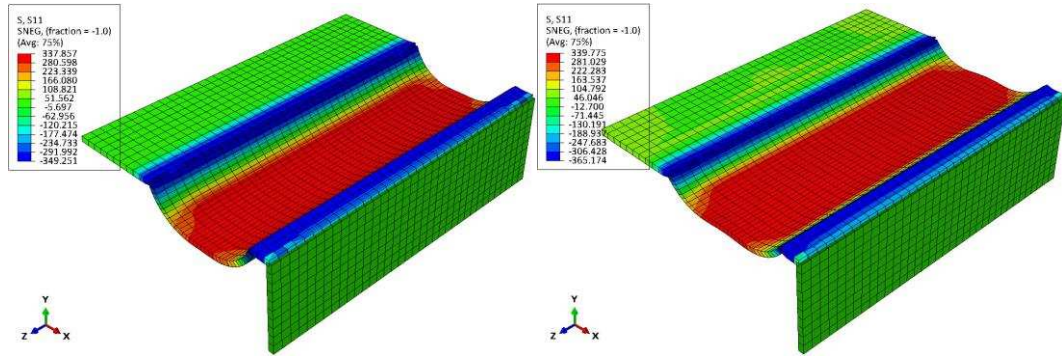 S, S11
SNEG, (fraction = -1.0)
(Avg: 75%)
337.857
280.598
223.339
166.080
108.821
51.562
-5.697
-62.956
-120.215
-177.474
-234.733
-291.992
-349.251
Y
Z
X
S, S11
SNEG, (fraction = -1.0)
(Avg: 75%)
339.775
281.029
222.283
163.537
104.792
46.046
-12.700
-71.445
-130.191
-188.937
-247.683
-306.428
-365.174
Y
Z
X